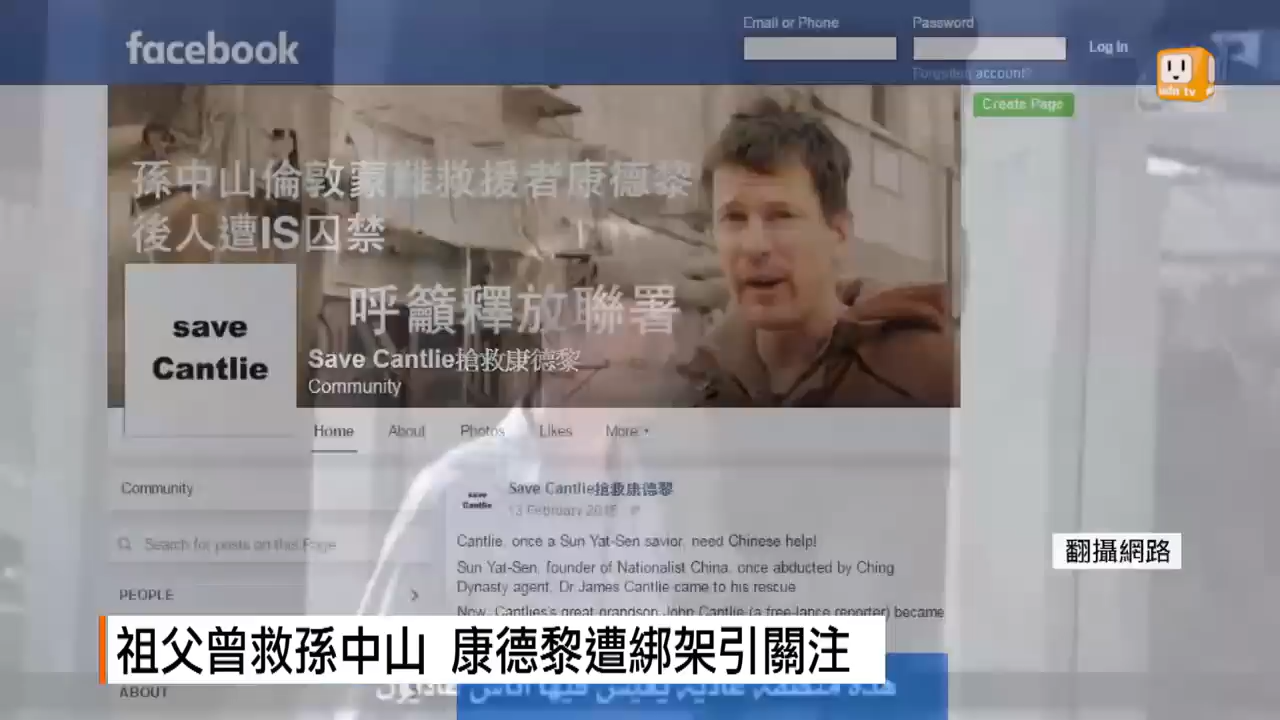 facebook
Email or Phone
Password
Log In
Forgotten account?
udn tv
Create Page
孫中山倫敦蒙難救援者康德黎
後人遭IS囚禁
呼籲釋放聯署
save
Cantlie
Save Cantlie搶救康德黎
Community
Home
About
Photos
Likes
More
Community
Search for posts on this Page
PEOPLE
ABOUT
save
Cantlie
Save Cantlie搶救康德黎
13 February 2015
Cantlie, once a Sun Yat-Sen savior, need Chinese help!
Sun Yat-Sen, founder of Nationalist China, once abducted by Ching
Dynasty agent, Dr James Cantlie came to his rescue
Now, Cantlies's great grandson John Cantlie (a free-lance reporter) became
翻攝網路
祖父曾救孫中山 康德黎遭綁架引關注